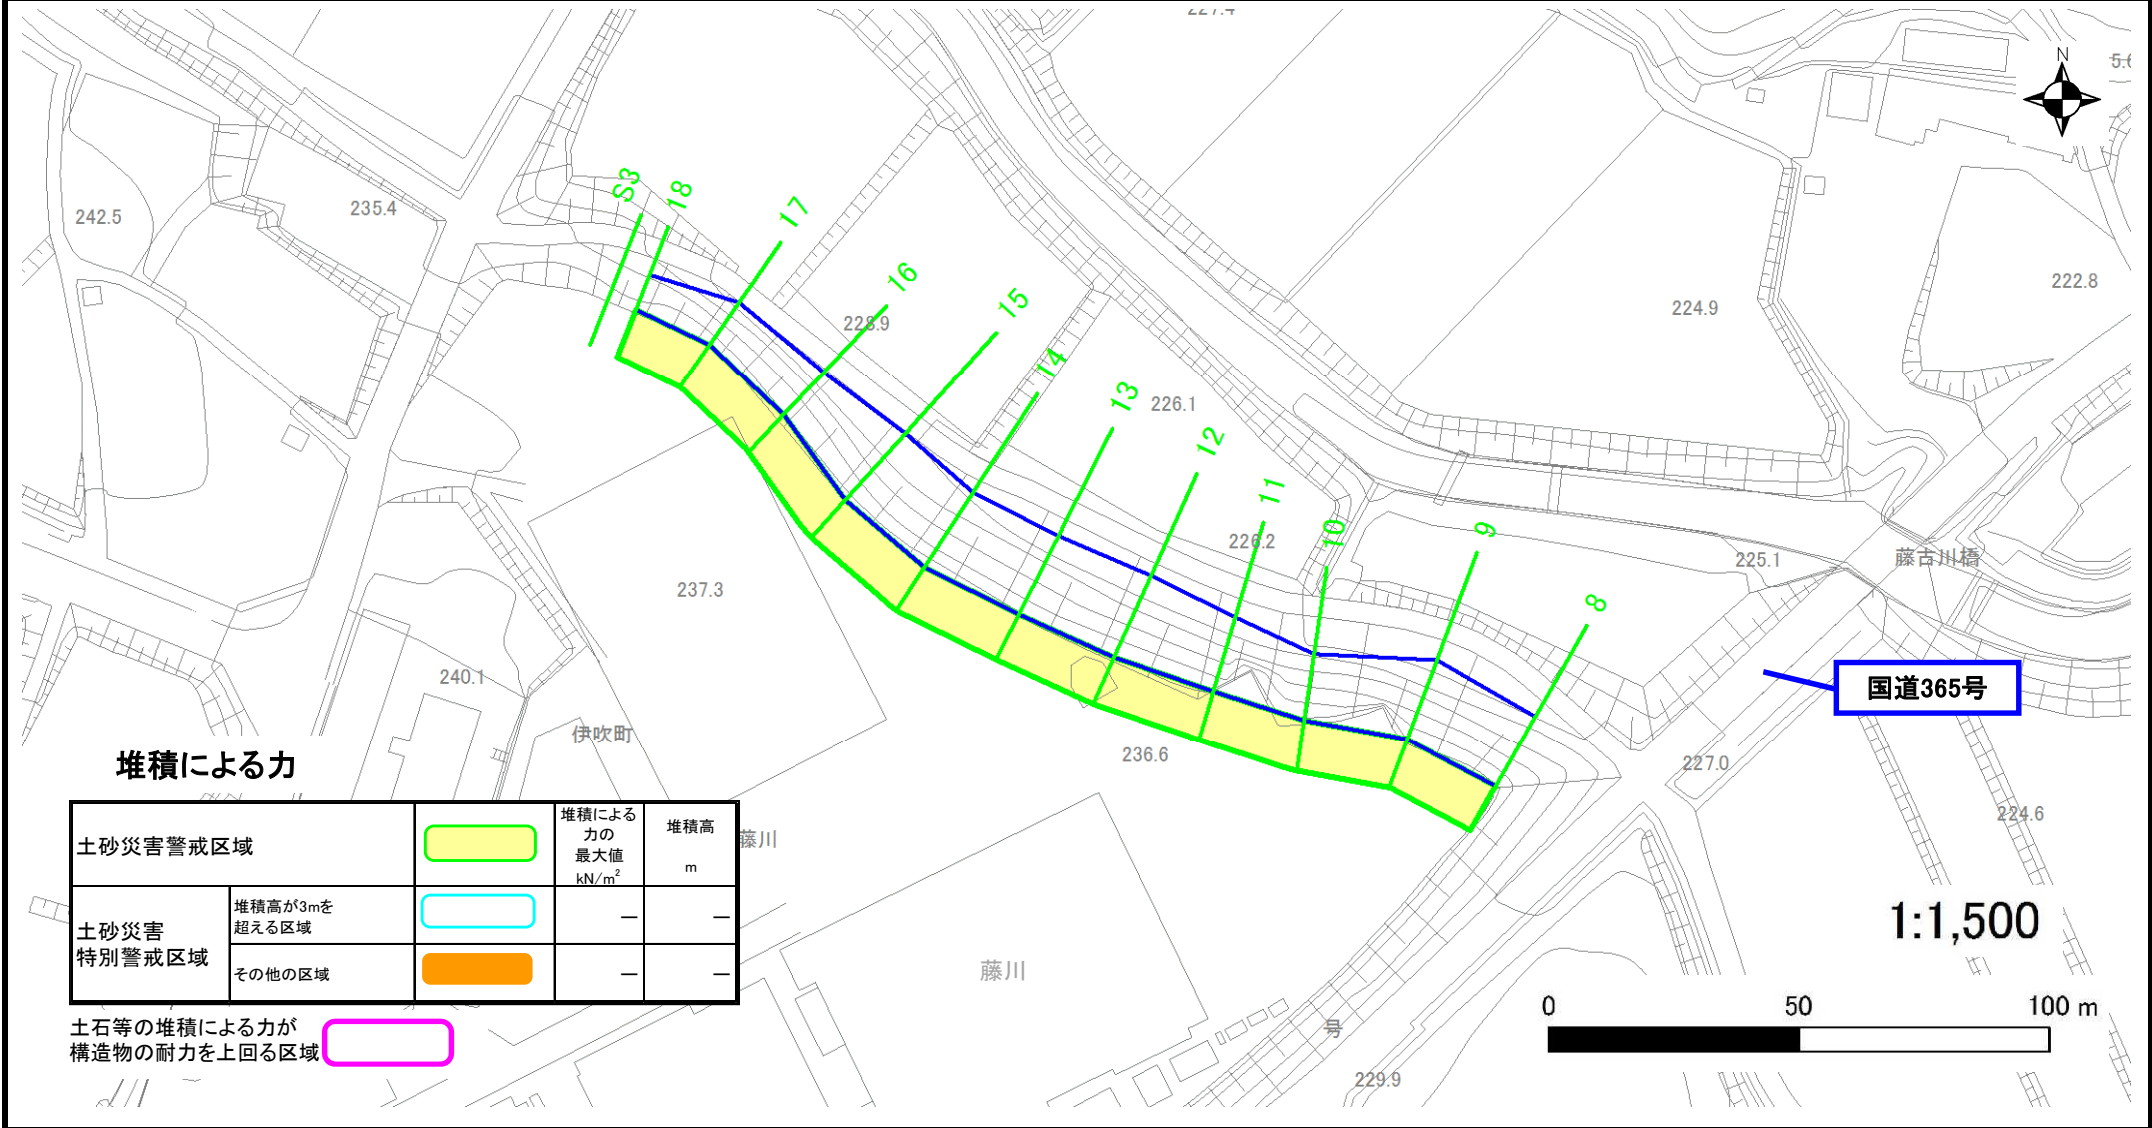 227.4
N
S3
18
17
16
15
14
13
12
11
10
9
8
242.5
235.4
228.9
226.1
226.2
224.9
222.8
225.1
藤古川橋
237.3
240.1
伊吹町
236.6
227.0
224.6
国道365号
藤川
藤川
号
229.9
堆積による力
土砂災害警戒区域
堆積による
力の
最大値
kN/m²
堆積高
m
土砂災害
特別警戒区域
堆積高が3mを
超える区域
―
―
その他の区域
―
―
土石等の堆積による力が
構造物の耐力を上回る区域
1:1,500
0 50 100 m